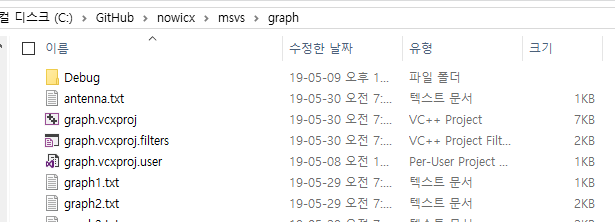 컬 디스크 (C:) › GitHub › nowicx › msvs › graph
이름 수정한 날짜 유형 크기
Debug 19-05-09 오후 1... 파일 폴더
antenna.txt 19-05-30 오전 7:... 텍스트 문서 1KB
graph.vcxproj 19-05-30 오전 7:... VC++ Project 7KB
graph.vcxproj.filters 19-05-30 오전 7:... VC++ Project Filt... 2KB
graph.vcxproj.user 19-05-08 오전 1... Per-User Project ... 1KB
graph1.txt 19-05-29 오전 7:... 텍스트 문서 1KB
graph2.txt 19-05-29 오전 7:... 텍스트 문서 2KB